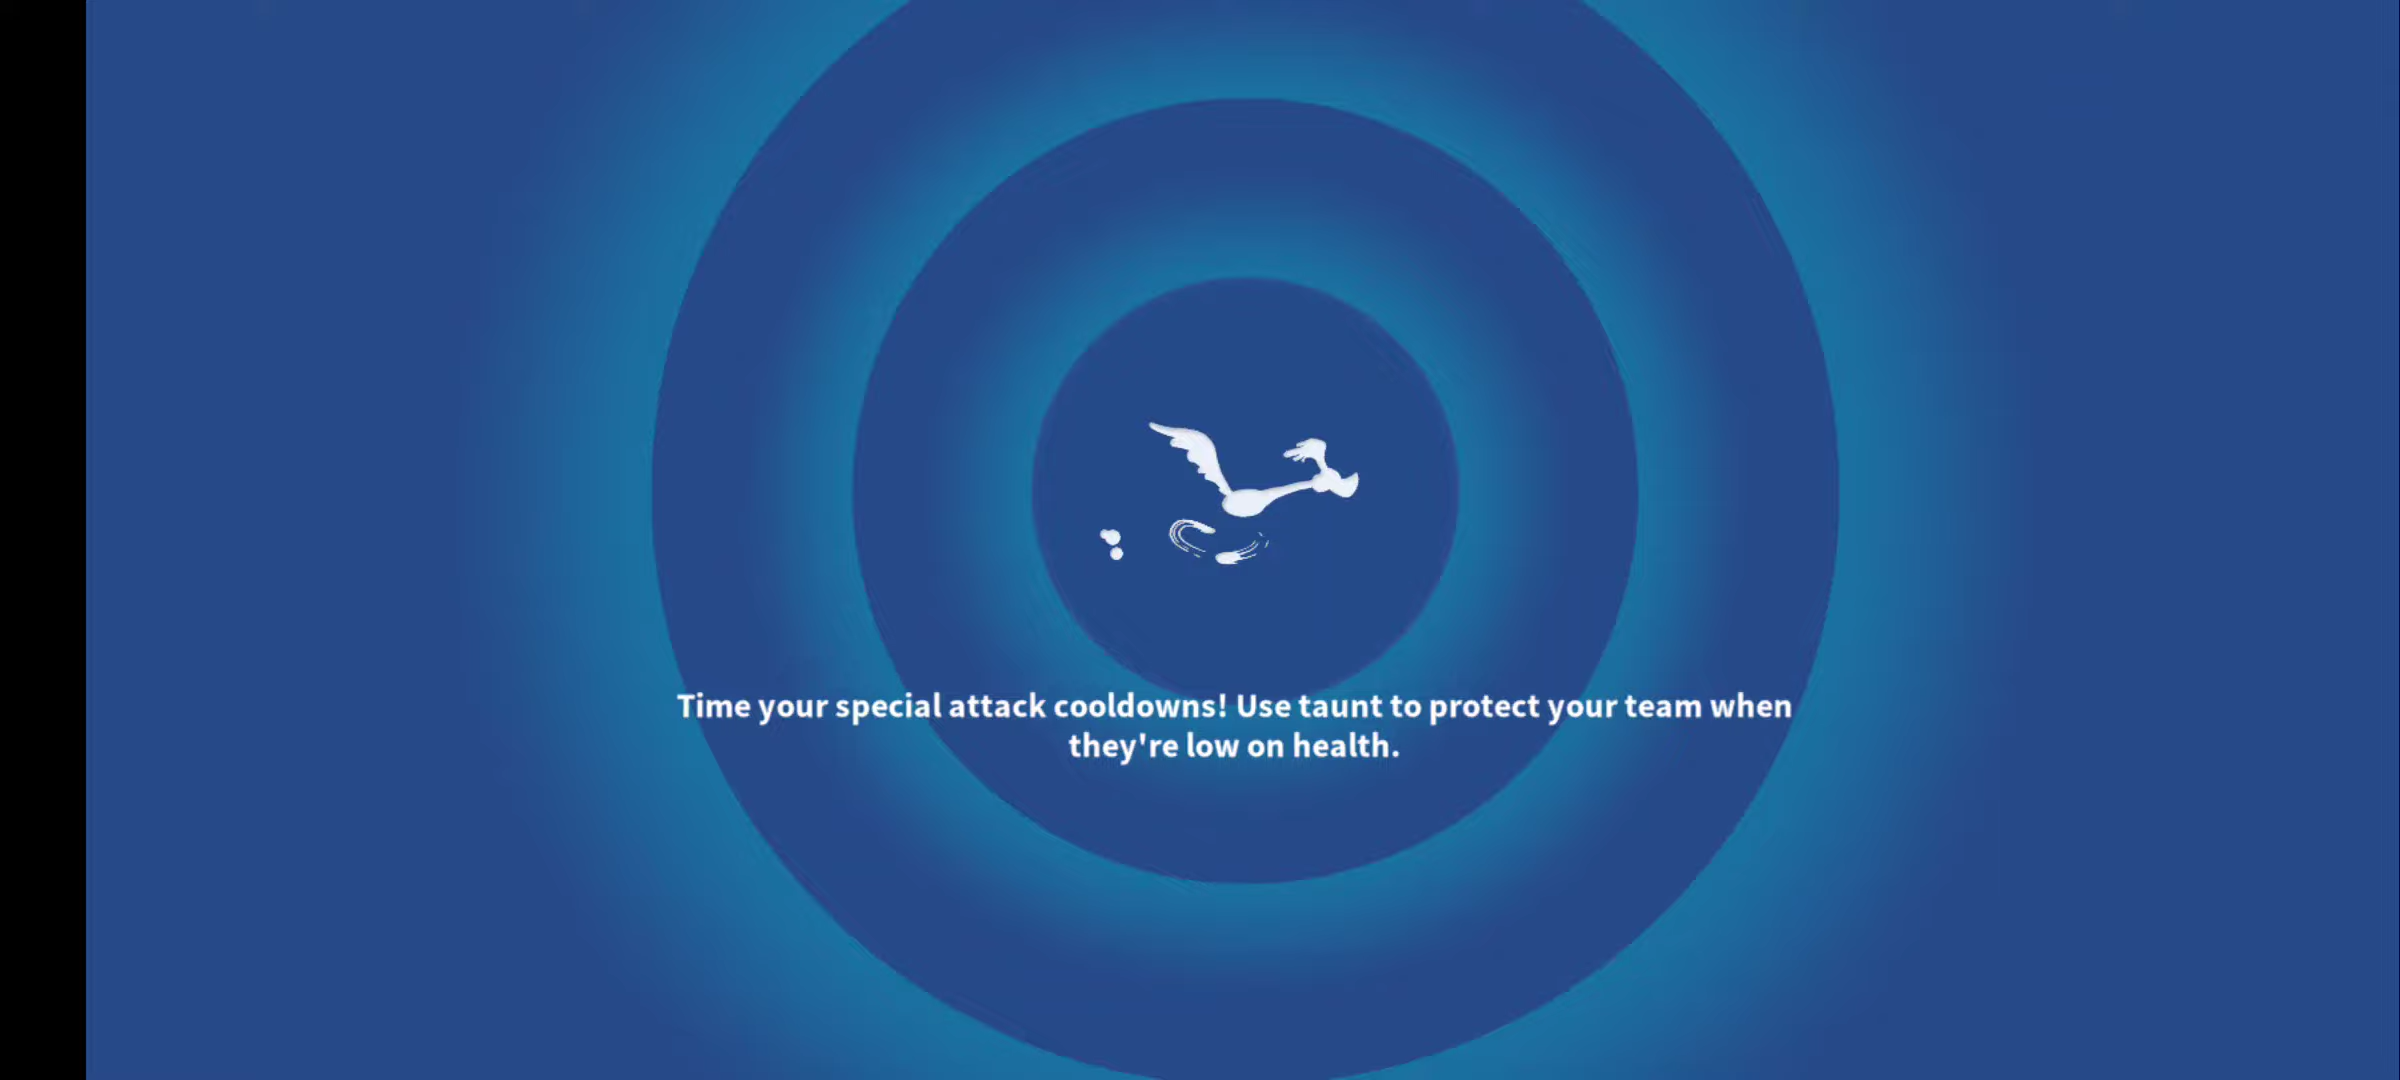 Time your special attack cooldowns! Use taunt to protect your team when
they're low on health.